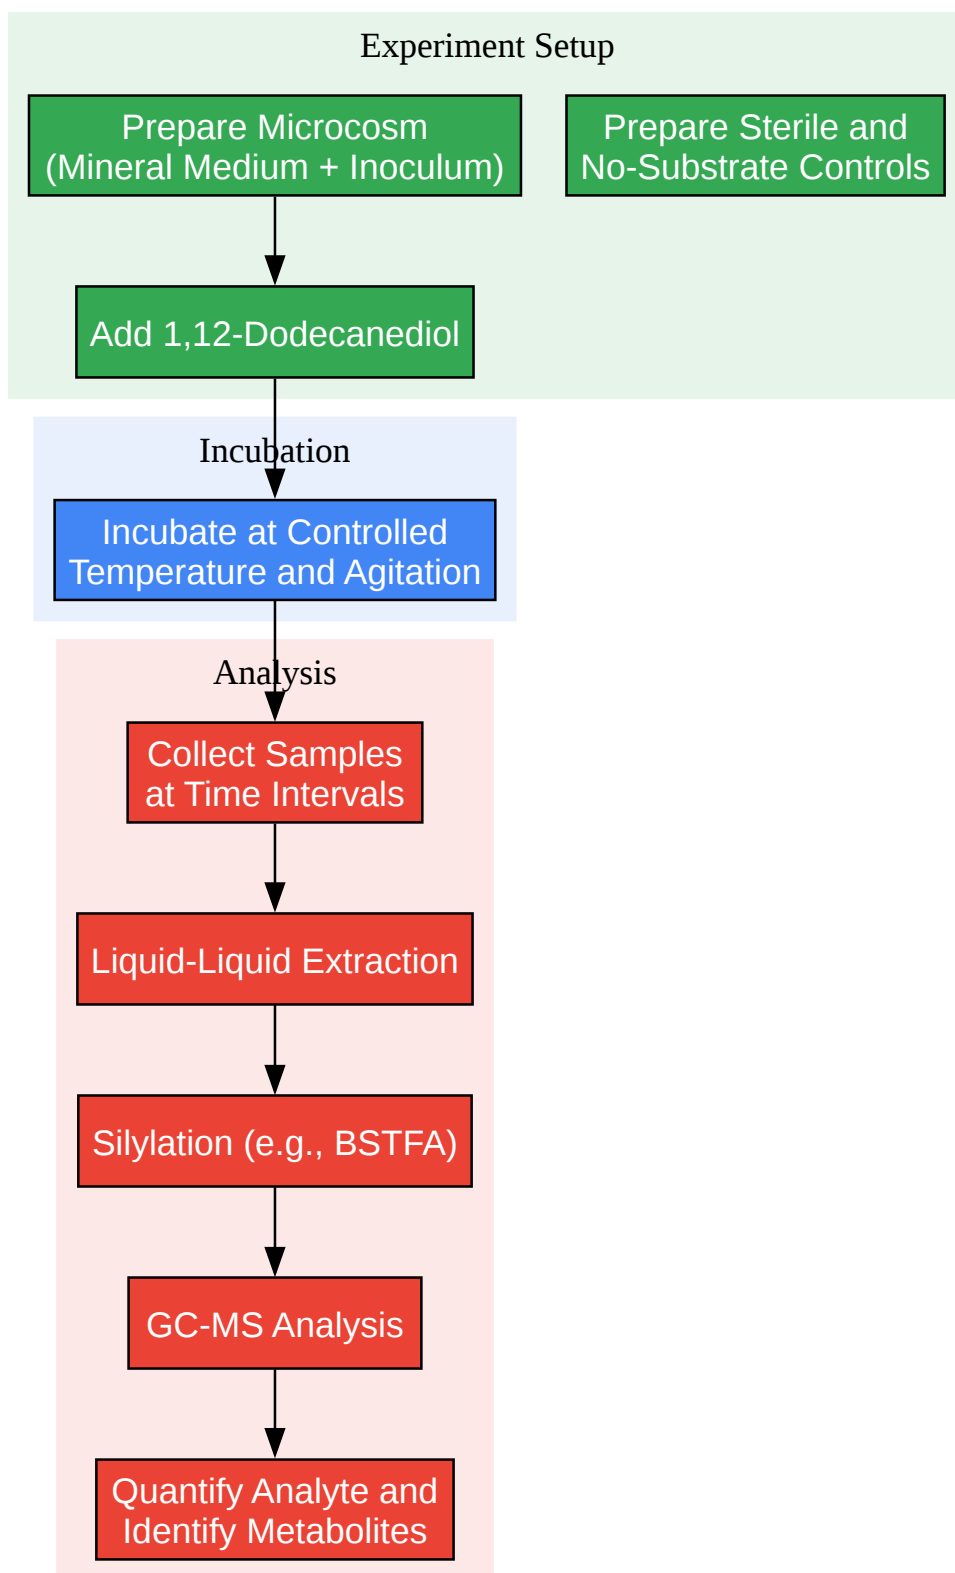 Experiment Setup
Prepare Microcosm
(Mineral Medium + Inoculum)
Prepare Sterile and
No-Substrate Controls
Add 1,12-Dodecanediol
Incubation
Incubate at Controlled
Temperature and Agitation
Analysis
Collect Samples
at Time Intervals
Liquid-Liquid Extraction
Silylation (e.g., BSTFA)
GC-MS Analysis
Quantify Analyte and
Identify Metabolites